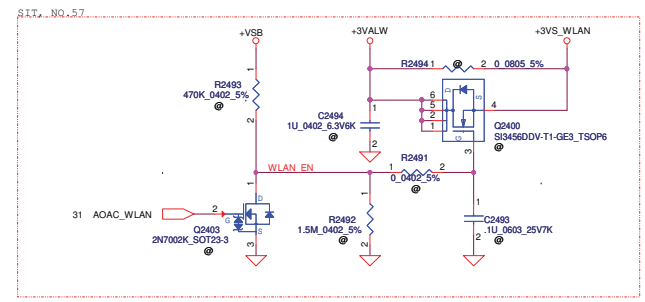 SIT, NO.57
+VSB
+3VALW
+3VS_WLAN
R2494 1 @ 2 0_0805_5%
1
R2493
470K_0402_5%
@
2
D S
6
5
2
1
4
G
3
Q2400
SI3456DDV-T1-GE3_TSOP6
@
1
C2494
1U_0402_6.3V6K
@
2
WLAN_EN
R2491
1 2
0_0402_5%
@
31 AOAC_WLAN
2
G
1
D
S
3
Q2403
2N7002K_SOT23-3
@
1
R2492
1.5M_0402_5%
@
2
1
C2493
.1U_0603_25V7K
2
@